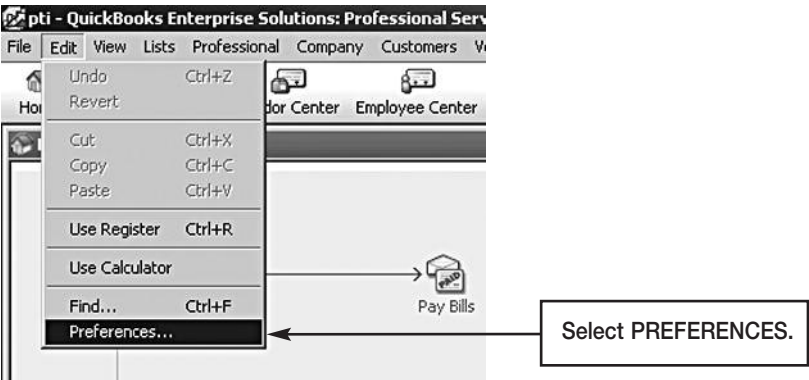 pti - QuickBooks Enterprise Solutions: Professional Serv
File Edit View Lists Professional Company Customers
Undo Ctrl+Z
Revert
Cut Ctrl+X
Copy Ctrl+C
Paste Ctrl+V
Use Register Ctrl+R
Use Calculator
Find... Ctrl+F
Preferences...
Center Employee Center
Pay Bills
PAID
Select PREFERENCES.